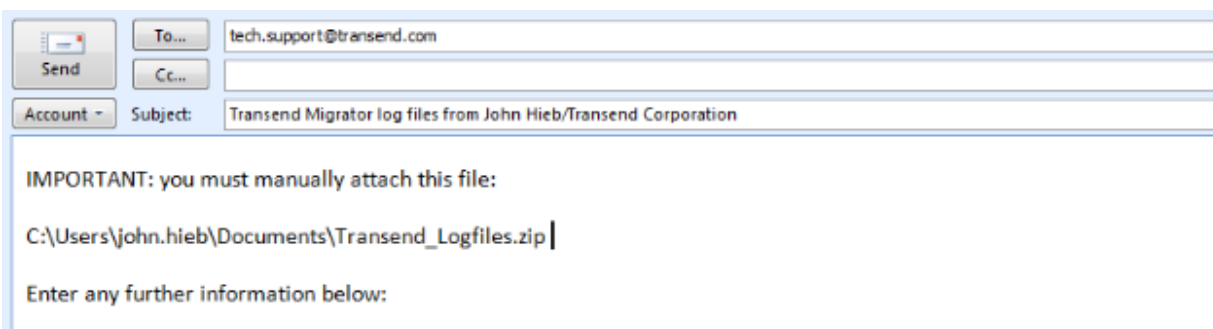 To...
tech.support@transend.com
Send
Cc...
Account
Subject:
Transend Migrator log files from John Hieb/Transend Corporation
IMPORTANT: you must manually attach this file:
C:\Users\john.hieb\Documents\Transend_Logfiles.zip
Enter any further information below: